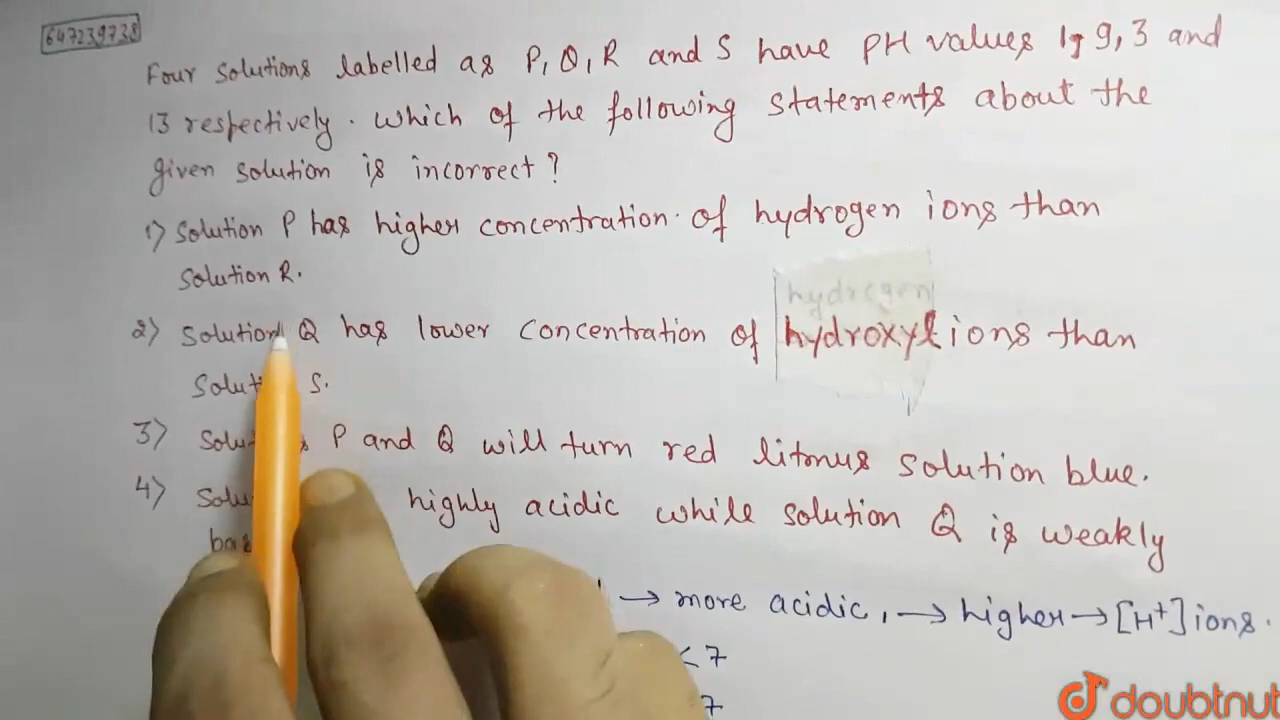 647239738
Four solutions labelled as P, Q, R and S have PH values 1, 9, 3 and
13 respectively. which of the following statements about the
given solution is incorrect?
1) Solution P has higher concentration of hydrogen ions than
solution R.
hydrogen
2) Solution Q has lower concentration of hydroxyl ions than
S.
3) P and Q will turn red litmus solution blue.
4) highly acidic while solution Q is weakly
→ more acidic, → higher → [H⁺] ions.
< 7
7
doubtnut